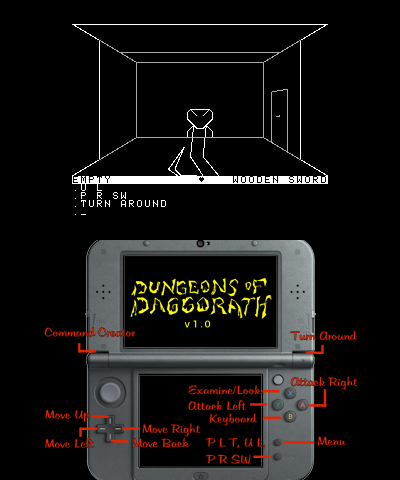 EMPTY WOODEN SWORD
.U L
.P R SW
.TURN AROUND
._
DUNGEONS OF
DAGGORATH
v1.0
Command Creator Turn Around
Examine/Look Attack Right
Attack Left
Keyboard
Move Up
Move Right
Move Left Move Back
P L T, U L Menu
P R SW
X
Y A
B